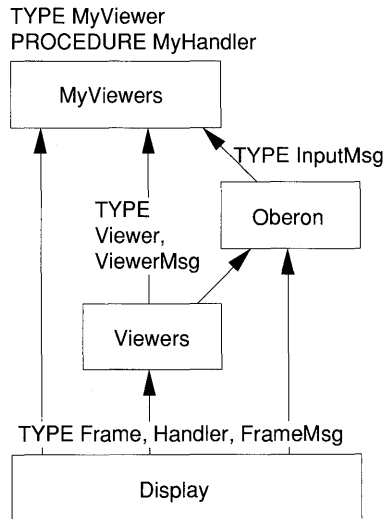 TYPE MyViewer
PROCEDURE MyHandler
MyViewers
TYPE InputMsg
Oberon
TYPE
Viewer,
ViewerMsg
Viewers
TYPE Frame, Handler, FrameMsg
Display